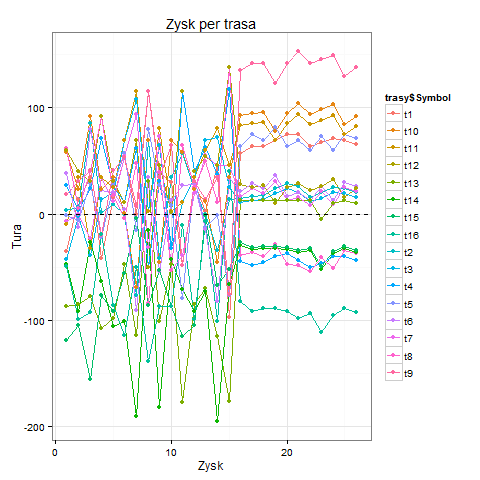 Zysk per trasa
Tura
100
0
-100
-200
0
10
20
Zysk
trasy$Symbol
t1
t10
t11
t12
t13
t14
t15
t16
t2
t3
t4
t5
t6
t7
t8
t9